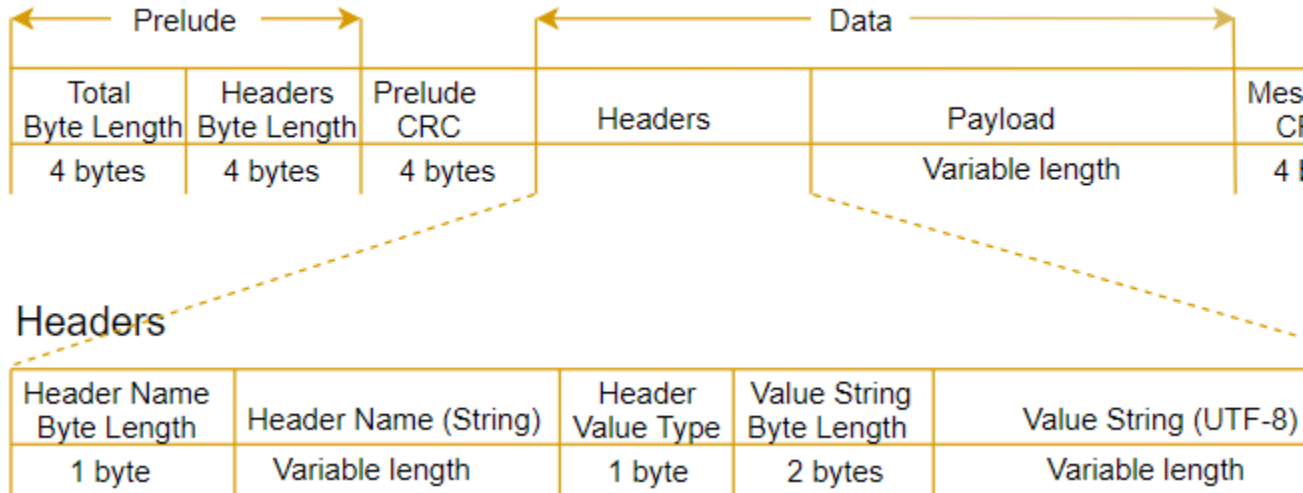 Prelude
Data
Total
Byte Length
Headers
Byte Length
Prelude
CRC
Headers
Payload
4 bytes
4 bytes
4 bytes
Variable length
4
Headers
Header Name
Byte Length
Header Name (String)
Header
Value Type
Value String
Byte Length
Value String (UTF-8)
1 byte
Variable length
1 byte
2 bytes
Variable length